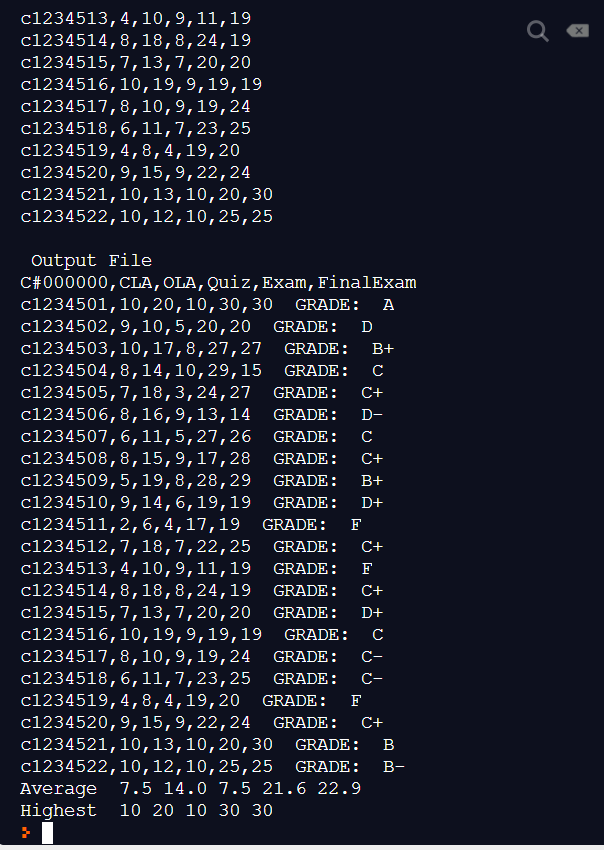 c1234513,4,10,9,11,19
c1234514,8,18,8,24,19
c1234515,7,13,7,20,20
c1234516,10,19,9,19,19
c1234517,8,10,9,19,24
c1234518,6,11,7,23,25
c1234519,4,8,4,19,20
c1234520,9,15,9,22,24
c1234521,10,13,10,20,30
c1234522,10,12,10,25,25

 Output File
C#000000,CLA,OLA,Quiz,Exam,FinalExam
c1234501,10,20,10,30,30  GRADE:  A
c1234502,9,10,5,20,20  GRADE:  D
c1234503,10,17,8,27,27  GRADE:  B+
c1234504,8,14,10,29,15  GRADE:  C
c1234505,7,18,3,24,27  GRADE:  C+
c1234506,8,16,9,13,14  GRADE:  D-
c1234507,6,11,5,27,26  GRADE:  C
c1234508,8,15,9,17,28  GRADE:  C+
c1234509,5,19,8,28,29  GRADE:  B+
c1234510,9,14,6,19,19  GRADE:  D+
c1234511,2,6,4,17,19  GRADE:  F
c1234512,7,18,7,22,25  GRADE:  C+
c1234513,4,10,9,11,19  GRADE:  F
c1234514,8,18,8,24,19  GRADE:  C+
c1234515,7,13,7,20,20  GRADE:  D+
c1234516,10,19,9,19,19  GRADE:  C
c1234517,8,10,9,19,24  GRADE:  C-
c1234518,6,11,7,23,25  GRADE:  C-
c1234519,4,8,4,19,20  GRADE:  F
c1234520,9,15,9,22,24  GRADE:  C+
c1234521,10,13,10,20,30  GRADE:  B
c1234522,10,12,10,25,25  GRADE:  B-
Average  7.5 14.0 7.5 21.6 22.9
Highest  10 20 10 30 30